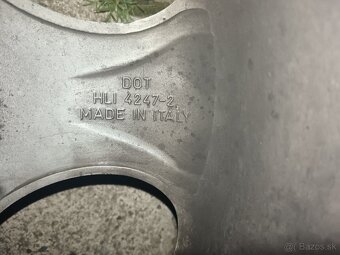 DOT
HLI 4247-2
MADE IN ITALY
Bazos.sk